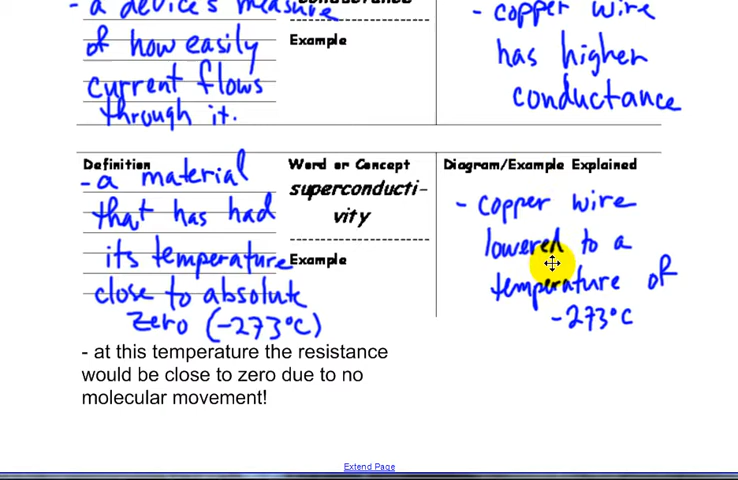 - a device's measure
of how easily
current flows
through it.
conductance
Example
- copper wire
has higher
conductance
Definition
- a material
that has had
its temperature
close to absolute
zero (-273°C)
- at this temperature the resistance
would be close to zero due to no
molecular movement!
Word or Concept
superconducti-
vity
Example
Diagram/Example Explained
- copper wire
lowered to a
temperature of
-273°C
Extend Page